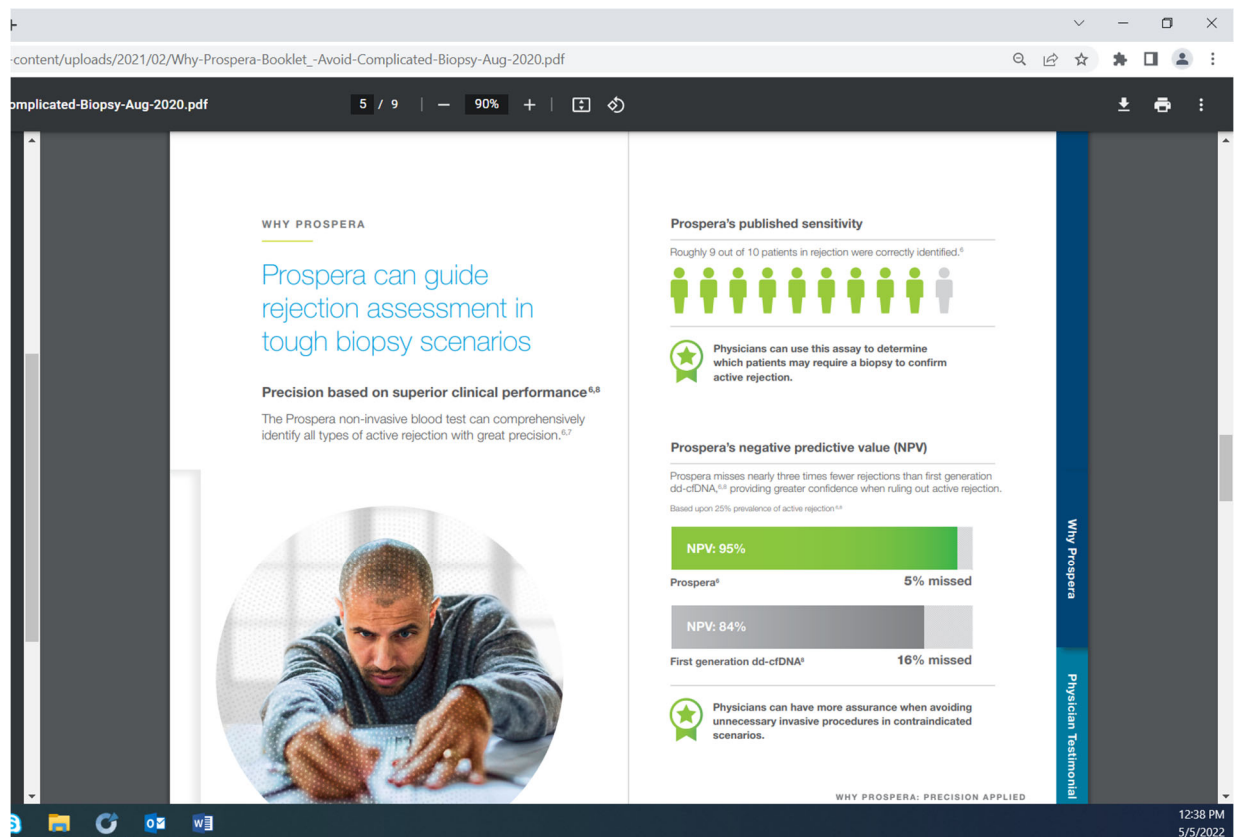 -content/uploads/2021/02/Why-Prospera-Booklet_-Avoid-Complicated-Biopsy-Aug-2020.pdf
omplicated-Biopsy-Aug-2020.pdf 5 / 9 | — 90% + |
WHY PROSPERA
Prospera can guide
rejection assessment in
tough biopsy scenarios
Precision based on superior clinical performance6,8
The Prospera non-invasive blood test can comprehensively
identify all types of active rejection with great precision.6,7
Prospera's published sensitivity
Roughly 9 out of 10 patients in rejection were correctly identified.6
Physicians can use this assay to determine
which patients may require a biopsy to confirm
active rejection.
Prospera's negative predictive value (NPV)
Prospera misses nearly three times fewer rejections than first generation
dd-cfDNA,6,8 providing greater confidence when ruling out active rejection.
Based upon 25% prevalence of active rejection
NPV: 95%
Prospera6 5% missed
NPV: 84%
First generation dd-cfDNA8 16% missed
Physicians can have more assurance when avoiding
unnecessary invasive procedures in contraindicated
scenarios.
WHY PROSPERA: PRECISION APPLIED
Why Prospera
Physician Testimonial
12:38 PM
5/5/2022